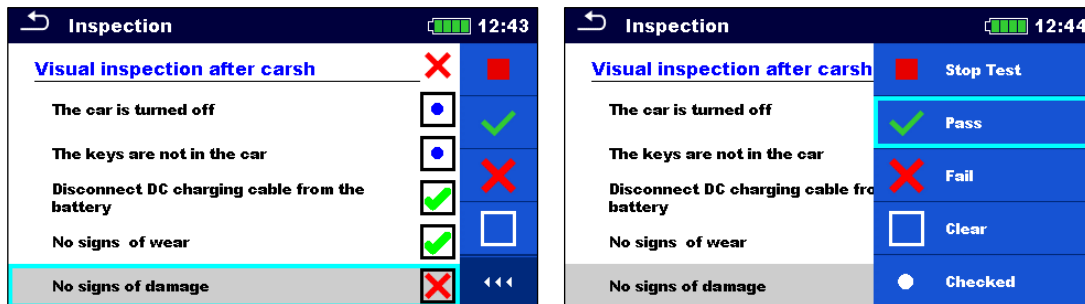 Inspection 12:43
Visual inspection after carsh
The car is turned off
The keys are not in the car
Disconnect DC charging cable from the
battery
No signs of wear
No signs of damage
Inspection 12:44
Visual inspection after carsh
The car is turned off
The keys are not in the car
Disconnect DC charging cable fro
battery
No signs of wear
No signs of damage
Stop Test
Pass
Fail
Clear
Checked